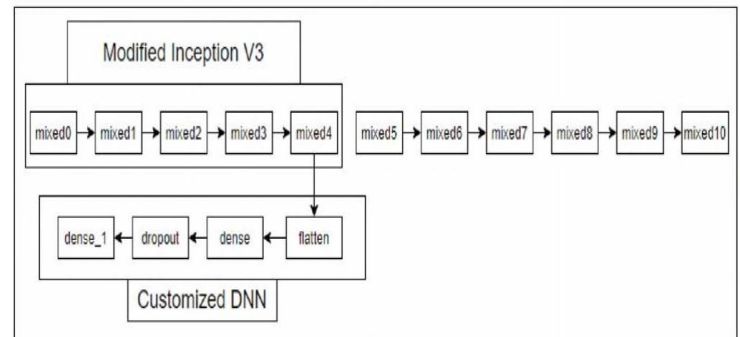 Modified Inception V3
mixed0 mixed1 mixed2 mixed3 mixed4 mixed5 mixed6 mixed7 mixed8 mixed9 mixed10
dense_1 dropout dense flatten
Customized DNN